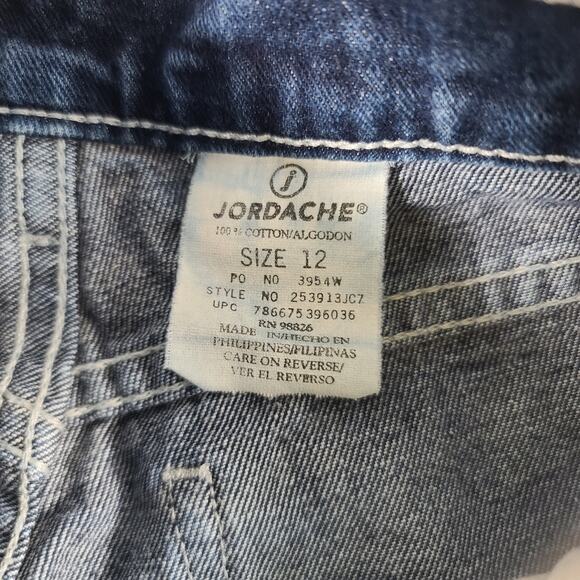 j
JORDACHE®
100% COTTON/ALGODON
SIZE 12
PO NO 3954W
STYLE NO 253913JC7
UPC 786675396036
RN 98826
MADE IN/HECHO EN
PHILIPPINES/FILIPINAS
CARE ON REVERSE/
VER EL REVERSO